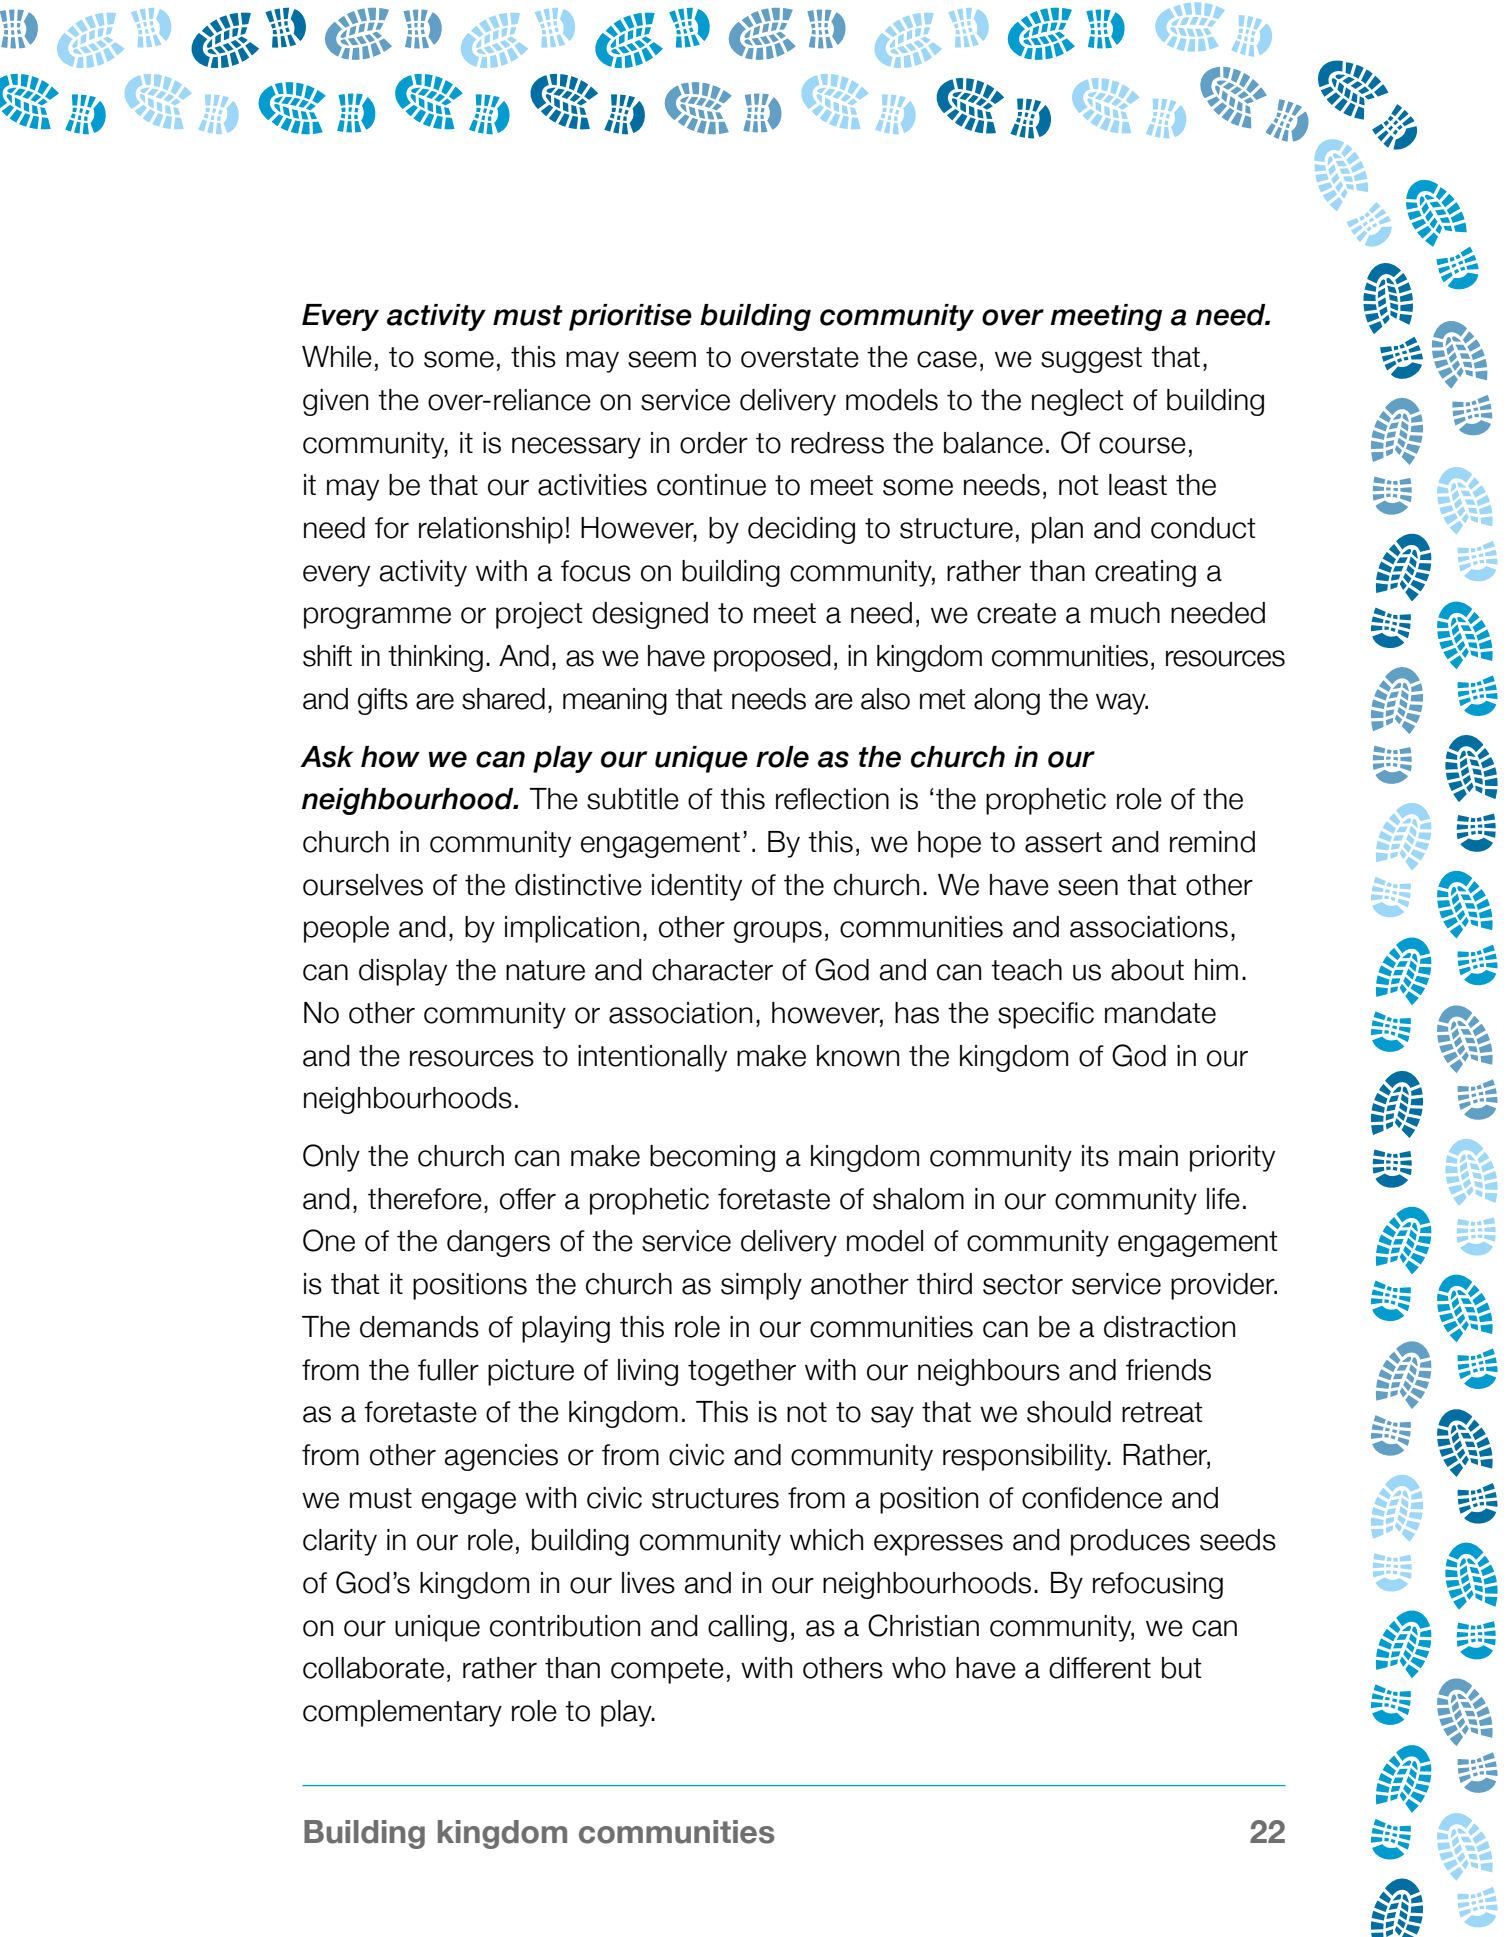 Every activity must prioritise building community over meeting a need.
While, to some, this may seem to overstate the case, we suggest that,
given the over-reliance on service delivery models to the neglect of building
community, it is necessary in order to redress the balance. Of course,
it may be that our activities continue to meet some needs, not least the
need for relationship! However, by deciding to structure, plan and conduct
every activity with a focus on building community, rather than creating a
programme or project designed to meet a need, we create a much needed
shift in thinking. And, as we have proposed, in kingdom communities, resources
and gifts are shared, meaning that needs are also met along the way.
Ask how we can play our unique role as the church in our
neighbourhood. The subtitle of this reflection is ‘the prophetic role of the
church in community engagement’. By this, we hope to assert and remind
ourselves of the distinctive identity of the church. We have seen that other
people and, by implication, other groups, communities and associations,
can display the nature and character of God and can teach us about him.
No other community or association, however, has the specific mandate
and the resources to intentionally make known the kingdom of God in our
neighbourhoods.
Only the church can make becoming a kingdom community its main priority
and, therefore, offer a prophetic foretaste of shalom in our community life.
One of the dangers of the service delivery model of community engagement
is that it positions the church as simply another third sector service provider.
The demands of playing this role in our communities can be a distraction
from the fuller picture of living together with our neighbours and friends
as a foretaste of the kingdom. This is not to say that we should retreat
from other agencies or from civic and community responsibility. Rather,
we must engage with civic structures from a position of confidence and
clarity in our role, building community which expresses and produces seeds
of God’s kingdom in our lives and in our neighbourhoods. By refocusing
on our unique contribution and calling, as a Christian community, we can
collaborate, rather than compete, with others who have a different but
complementary role to play.
Building kingdom communities 22